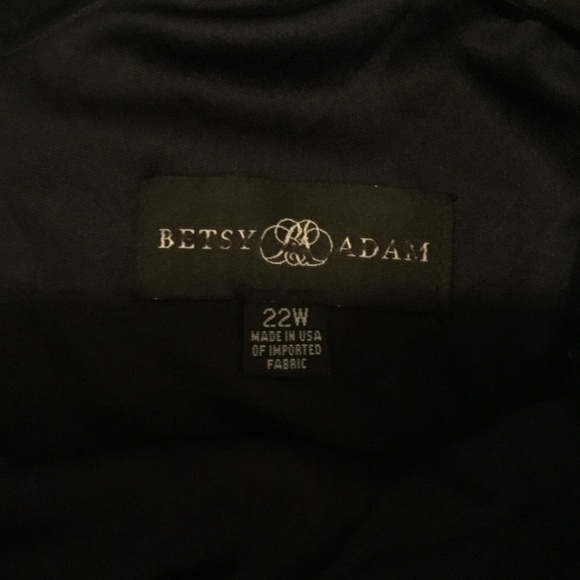 BETSY ADAM
22W
MADE IN USA
OF IMPORTED
FABRIC